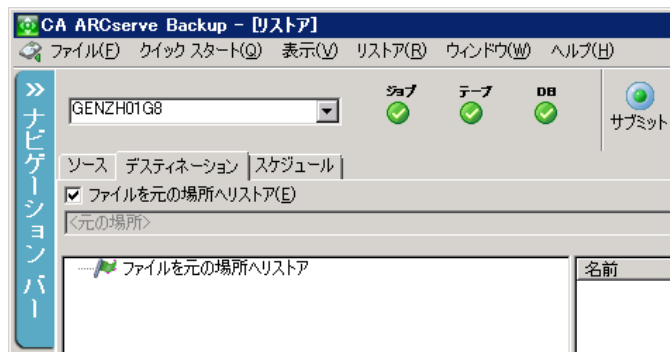 CA ARCserve Backup - [リストア]
ファイル(F) クイック スタート(Q) 表示(V) リストア(R) ウィンドウ(W) ヘルプ(H)
»
ナビゲーション バー
GENZH01G8
ジョブ テープ DB
サブミット
ソース デスティネーション スケジュール
ファイルを元の場所へリストア(E)
<元の場所>
ファイルを元の場所へリストア
名前